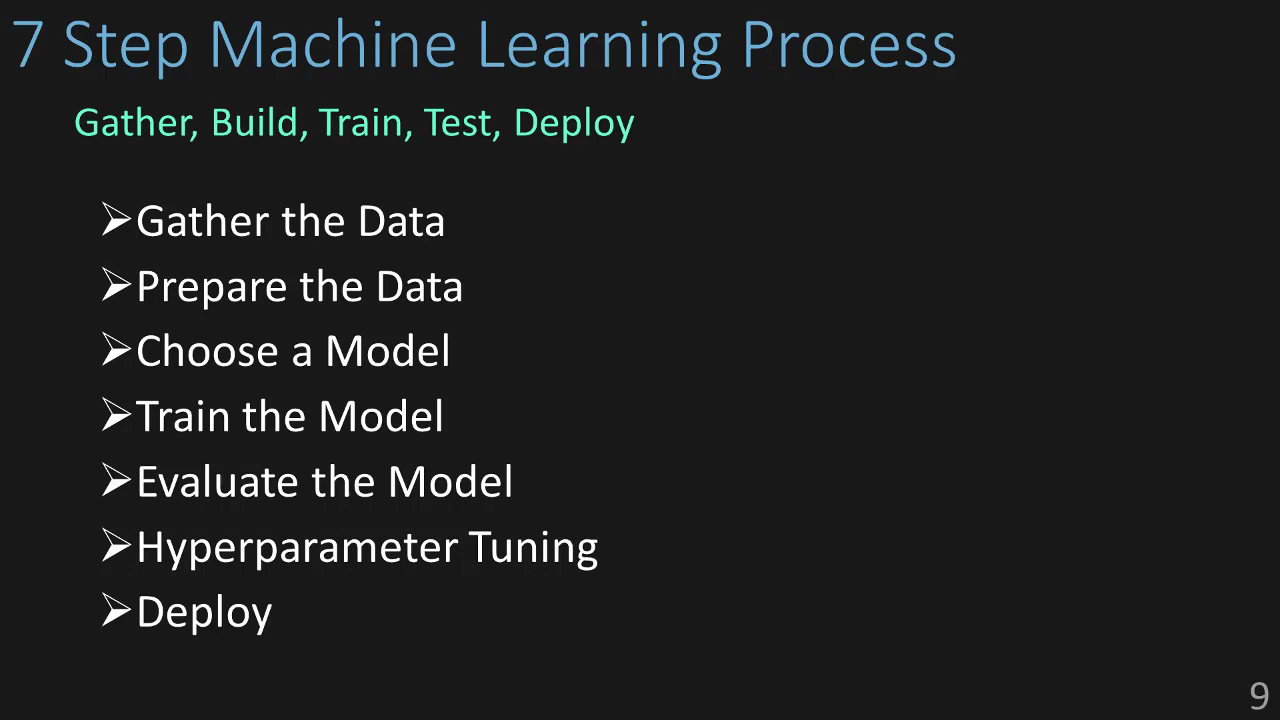 7 Step Machine Learning Process
Gather, Build, Train, Test, Deploy
➢Gather the Data
➢Prepare the Data
➢Choose a Model
➢Train the Model
➢Evaluate the Model
➢Hyperparameter Tuning
➢Deploy
9